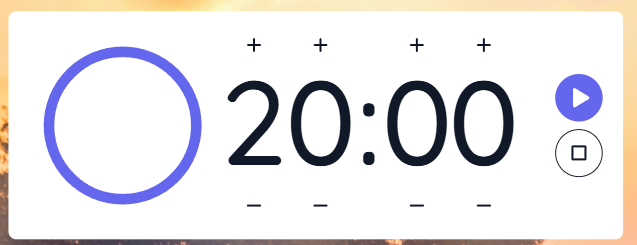 + + + +
20:00
− − − −